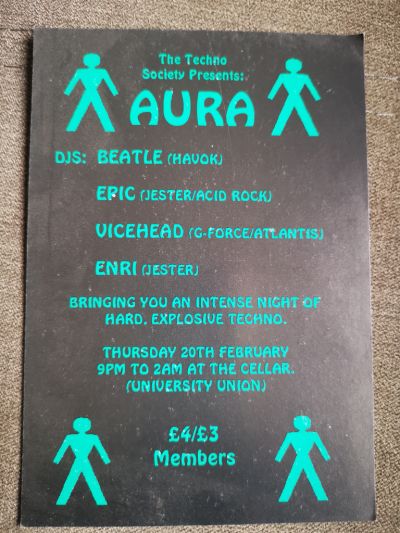 The Techno
Society Presents:
AURA
DJS: BEATLE (HAVOK)
EPIC (JESTER/ACID ROCK)
VICEHEAD (G-FORCE/ATLANTIS)
ENRI (JESTER)
BRINGING YOU AN INTENSE NIGHT OF
HARD, EXPLOSIVE TECHNO.
THURSDAY 20TH FEBRUARY
9PM TO 2AM AT THE CELLAR.
(UNIVERSITY UNION)
£4/£3
Members